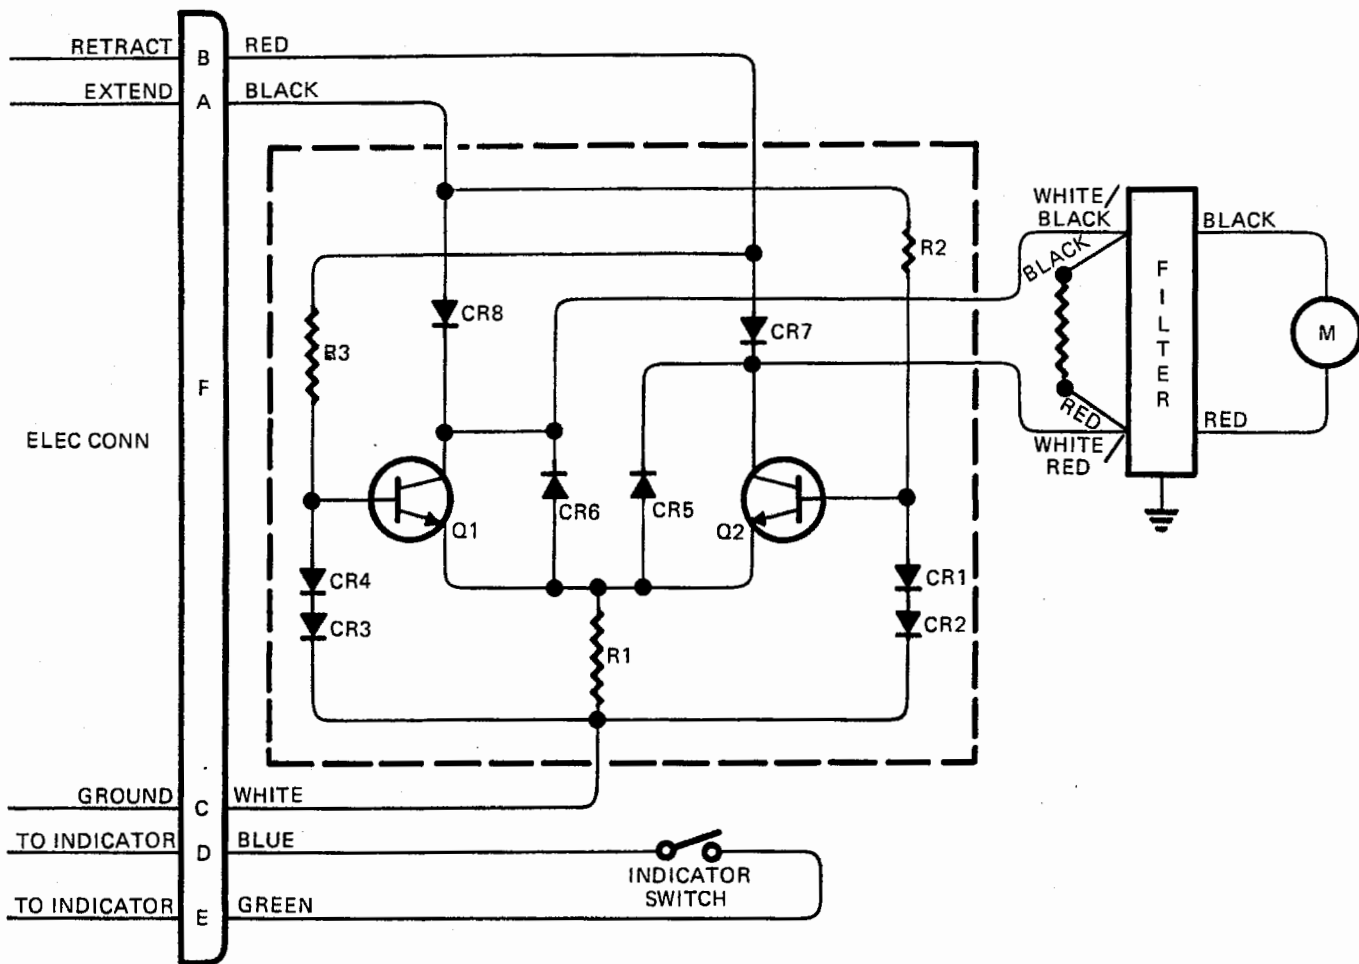 RETRACT B RED
EXTEND A BLACK
WHITE/
BLACK
BLACK
BLACK
R2
FILTER
CR8
CR7
R3
M
F
RED
RED
WHITE/
RED
ELEC CONN
CR6
CR5
Q1
Q2
CR4
CR1
CR3
CR2
R1
GROUND C WHITE
TO INDICATOR D BLUE
INDICATOR
SWITCH
TO INDICATOR E GREEN